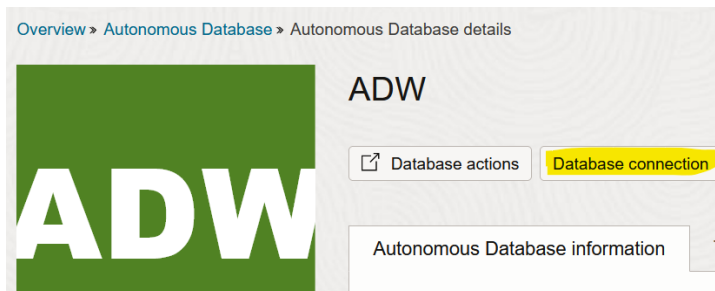 Overview » Autonomous Database » Autonomous Database details
ADW
ADW
Database actions
Database connection
Autonomous Database information